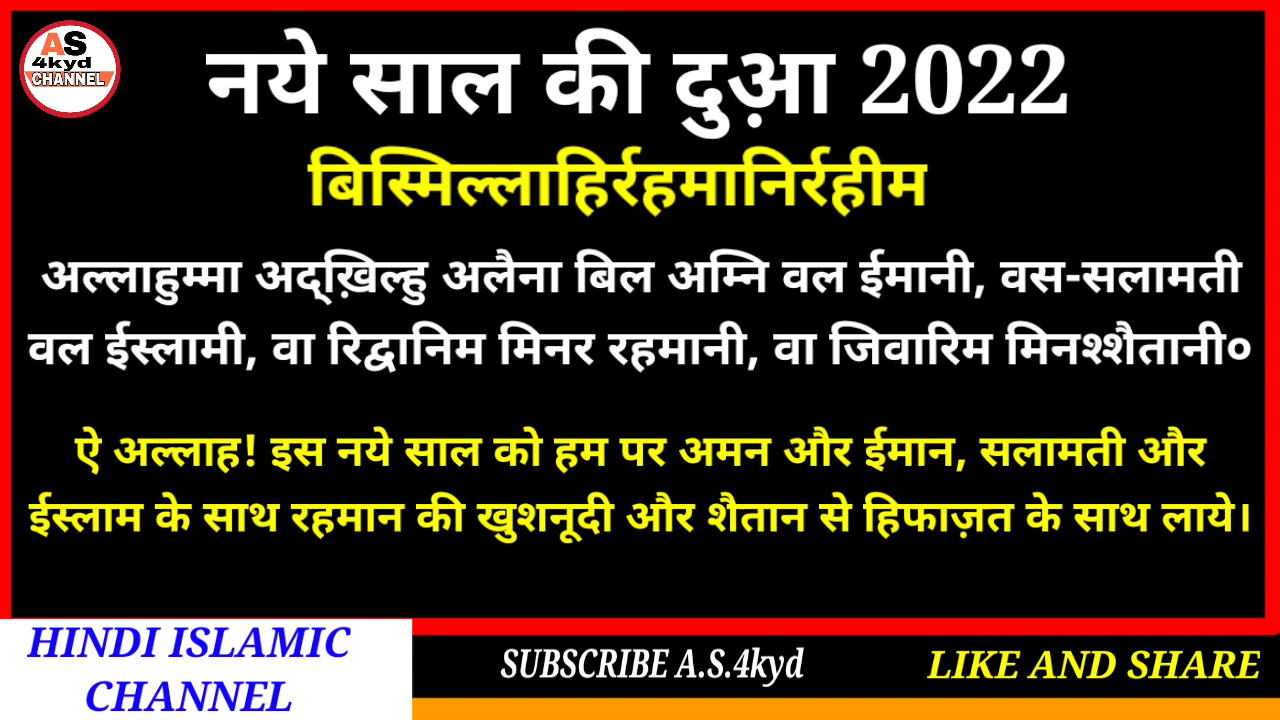 AS
4kyd
CHANNEL
नये साल की दुआ़ 2022
बिस्मिल्लाहिर्रहमानिर्रहीम
अल्लाहुम्मा अद्ख़िल्हु अलैना बिल अम्नि वल ईमानी, वस-सलामती
वल ईस्लामी, वा रिद्वानिम मिनर रहमानी, वा जिवारिम मिनश्शैतानी०
ऐ अल्लाह! इस नये साल को हम पर अमन और ईमान, सलामती और
ईस्लाम के साथ रहमान की खुशनूदी और शैतान से हिफाज़त के साथ लाये।
HINDI ISLAMIC
CHANNEL
SUBSCRIBE A.S.4kyd
LIKE AND SHARE